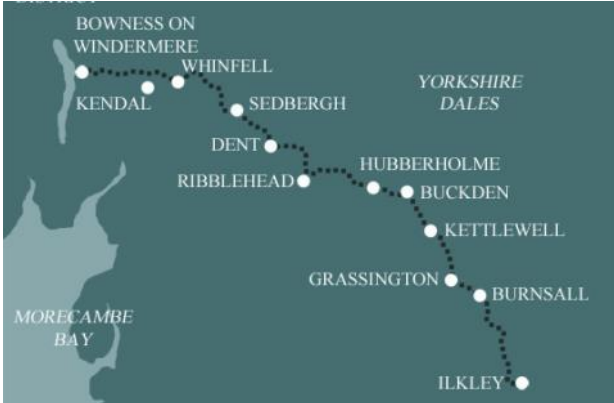 BOWNESS ON
WINDERMERE
WHINFELL
KENDAL
SEDBERGH
YORKSHIRE
DALES
DENT
HUBBERHOLME
RIBBLEHEAD
BUCKDEN
KETTLEWELL
GRASSINGTON
BURNSALL
MORECAMBE
BAY
ILKLEY